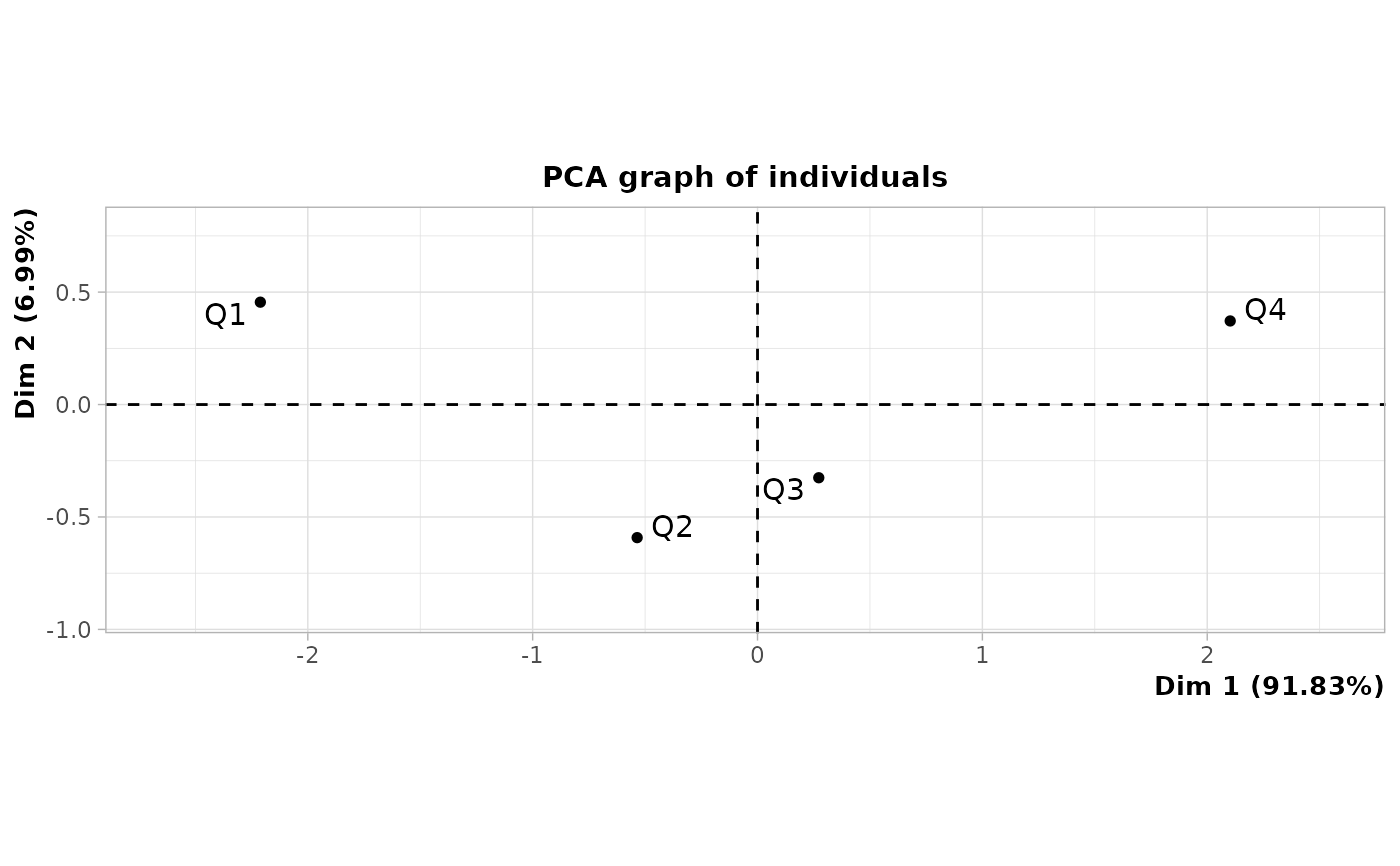 PCA graph of individuals
Dim 2 (6.99%)
0.5
0.0
-0.5
-1.0
Q1
Q4
Q3
Q2
-2
-1
0
1
2
Dim 1 (91.83%)